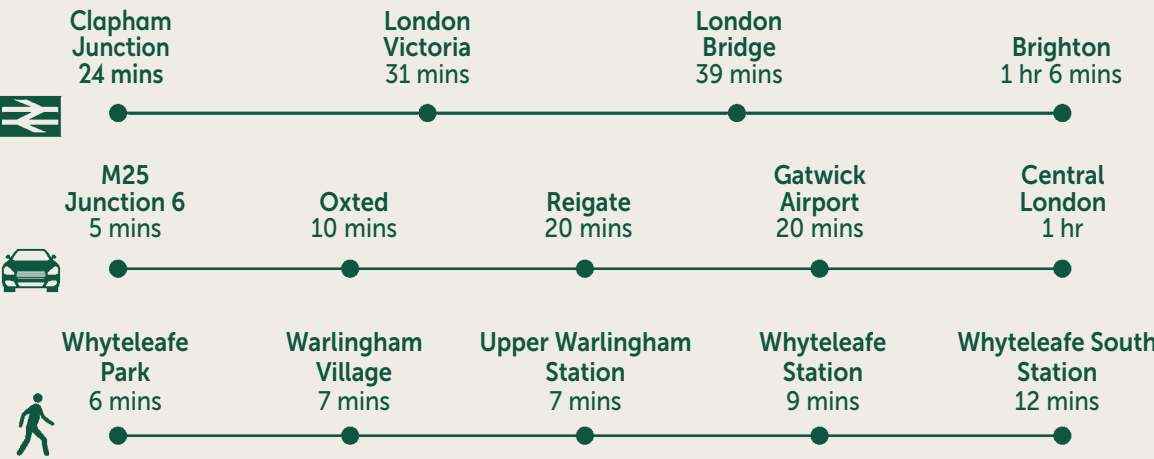 Clapham
Junction
24 mins
London
Victoria
31 mins
London
Bridge
39 mins
Brighton
1 hr 6 mins
M25
Junction 6
5 mins
Oxted
10 mins
Reigate
20 mins
Gatwick
Airport
20 mins
Central
London
1 hr
Whyteleafe
Park
6 mins
Warlingham
Village
7 mins
Upper Warlingham
Station
7 mins
Whyteleafe
Station
9 mins
Whyteleafe South
Station
12 mins